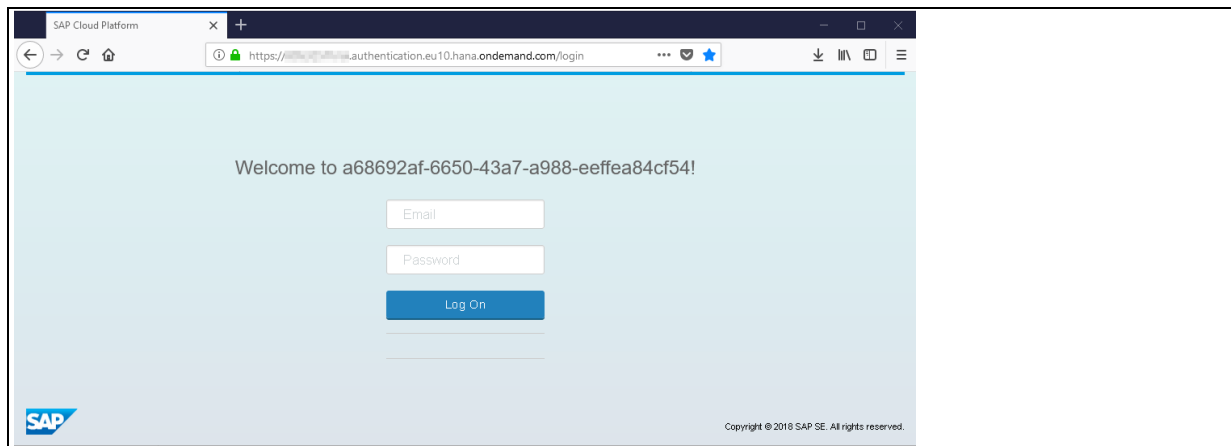 SAP Cloud Platform
https:// .authentication.eu10.hana.ondemand.com/login
Welcome to a68692af-6650-43a7-a988-eeffea84cf54!
Email
Password
Log On
SAP
Copyright © 2018 SAP SE. All rights reserved.